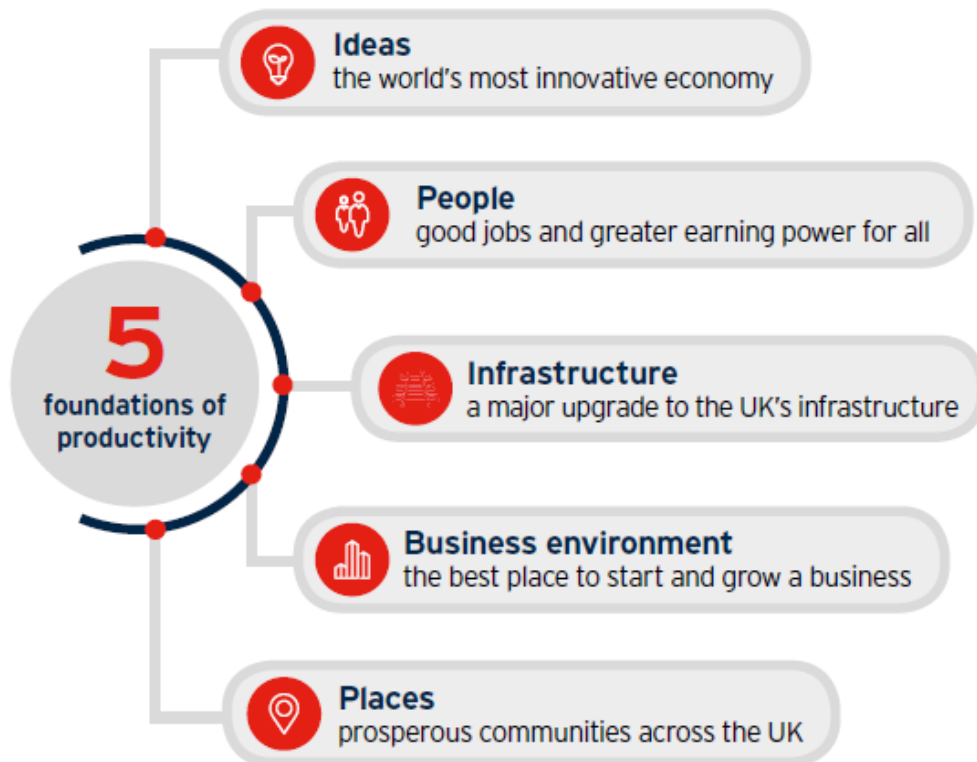 Ideas
the world's most innovative economy
People
good jobs and greater earning power for all
5
foundations of
productivity
Infrastructure
a major upgrade to the UK's infrastructure
Business environment
the best place to start and grow a business
Places
prosperous communities across the UK